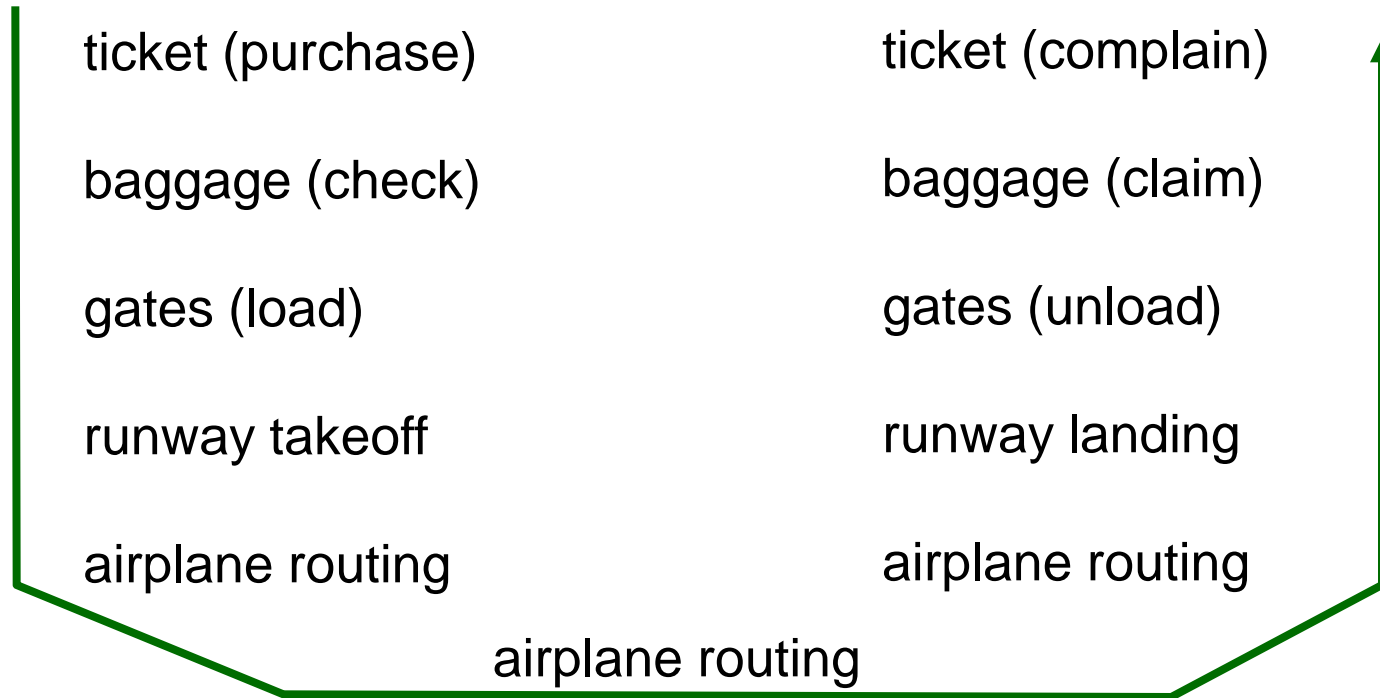 ticket (purchase)
baggage (check)
gates (load)
runway takeoff
airplane routing
ticket (complain)
baggage (claim)
gates (unload)
runway landing
airplane routing
airplane routing